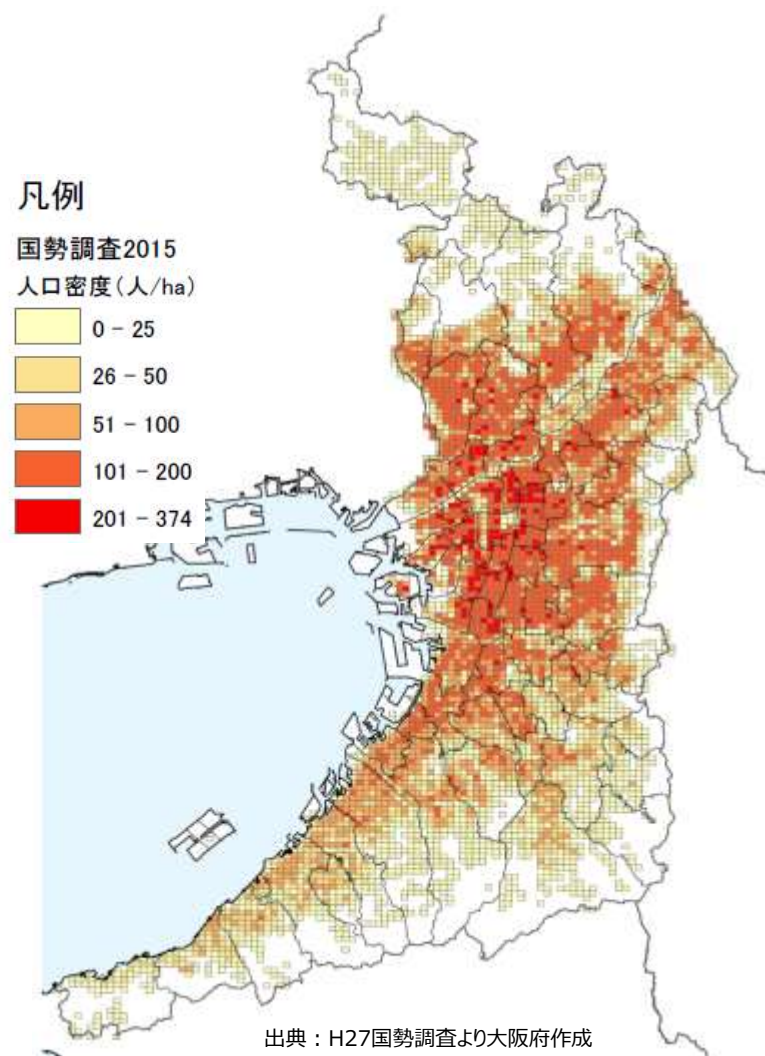 凡例
国勢調査2015
人口密度（人/ha）
0 - 25
26 - 50
51 - 100
101 - 200
201 - 374
出典：H27国勢調査より大阪府作成